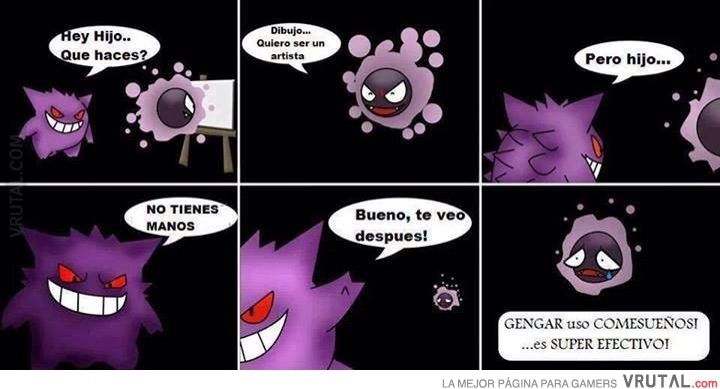 Hey Hijo..
Que haces?
Dibujo...
Quiero ser un
artista
Pero hijo...
NO TIENES
MANOS
Bueno, te veo
despues!
GENGAR uso COMESUEÑOS!
...es SUPER EFECTIVO!
VRUTAL.COM
LA MEJOR PÁGINA PARA GAMERS VRUTAL.com